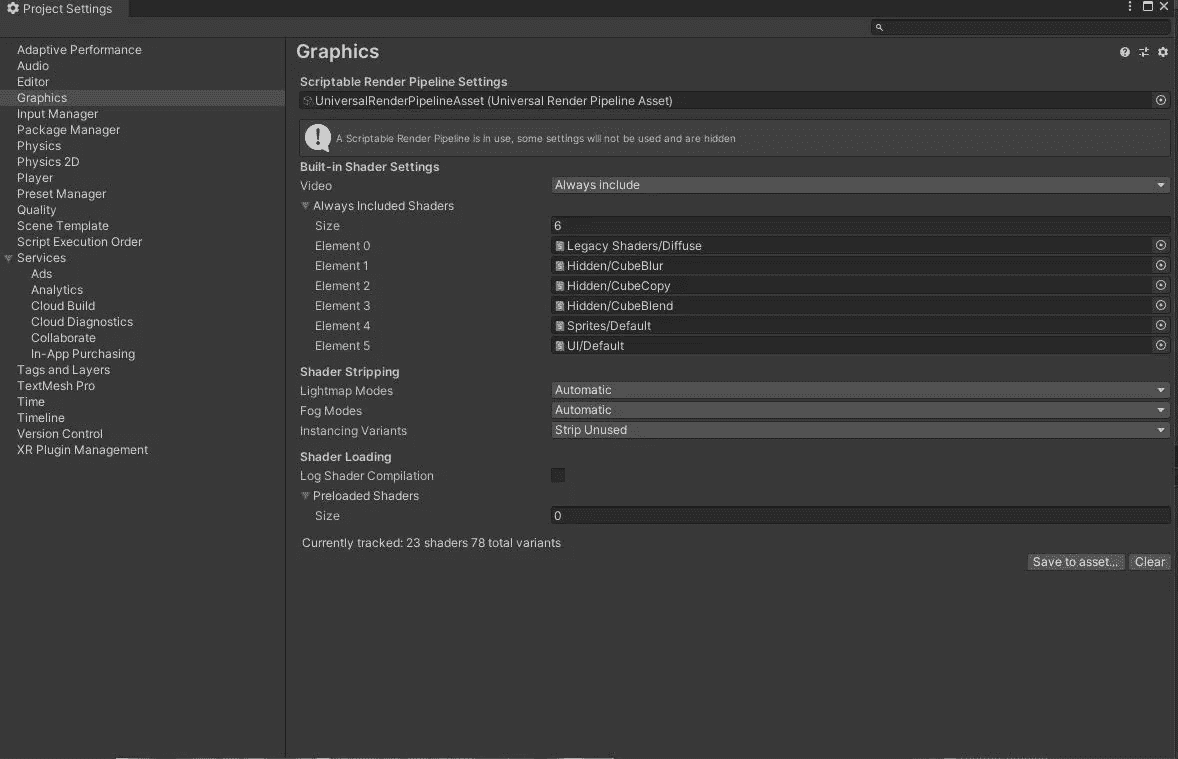 Project Settings
Adaptive Performance
Audio
Editor
Graphics
Input Manager
Package Manager
Physics
Physics 2D
Player
Preset Manager
Quality
Scene Template
Script Execution Order
Services
Ads
Analytics
Cloud Build
Cloud Diagnostics
Collaborate
In-App Purchasing
Tags and Layers
TextMesh Pro
Time
Timeline
Version Control
XR Plugin Management
Graphics
Scriptable Render Pipeline Settings
UniversalRenderPipelineAsset (Universal Render Pipeline Asset)
A Scriptable Render Pipeline is in use, some settings will not be used and are hidden
Built-in Shader Settings
Video Always include
Always Included Shaders
Size 6
Element 0 Legacy Shaders/Diffuse
Element 1 Hidden/CubeBlur
Element 2 Hidden/CubeCopy
Element 3 Hidden/CubeBlend
Element 4 Sprites/Default
Element 5 UI/Default
Shader Stripping
Lightmap Modes Automatic
Fog Modes Automatic
Instancing Variants Strip Unused
Shader Loading
Log Shader Compilation
Preloaded Shaders
Size 0
Currently tracked: 23 shaders 78 total variants
Save to asset... Clear